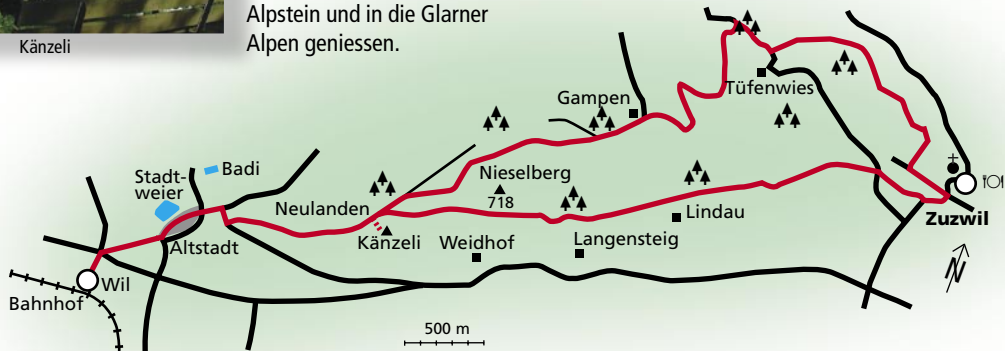 Känzeli
Alpstein und in die Glarner
Alpen geniessen.
Tüfenwies
Gampen
Badi
Stadt-
weier
Nieselberg
718
Neulanden
Känzeli
Lindau
Zuzwil
Altstadt
Weidhof
Langensteig
Wil
Bahnhof
500 m
N